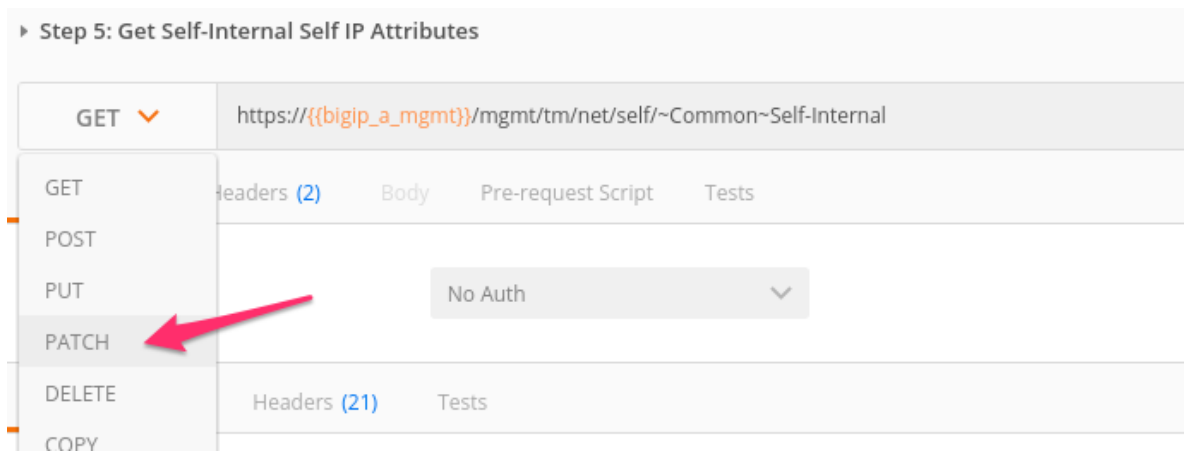 Step 5: Get Self-Internal Self IP Attributes
GET https://{{bigip_a_mgmt}}/mgmt/tm/net/self/~Common~Self-Internal
GET
Headers (2) Body Pre-request Script Tests
POST
PUT
No Auth
PATCH
DELETE
Headers (21) Tests
COPY